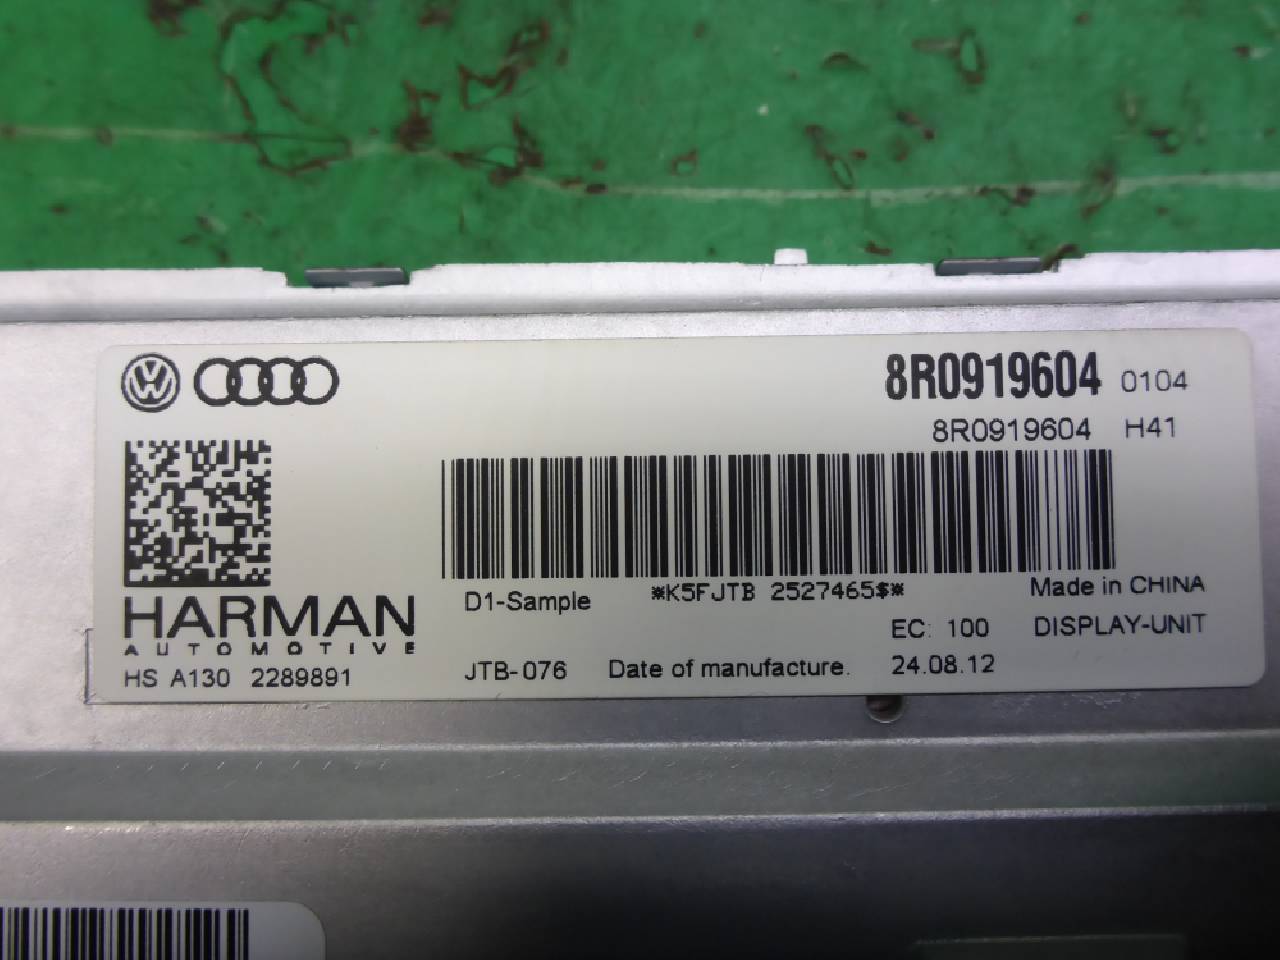 8R0919604 0104
8R0919604 H41
D1-Sample *K5FJTB 2527465$* Made in CHINA
HARMAN
AUTOMOTIVE
EC: 100 DISPLAY-UNIT
HS A130 2289891 JTB-076 Date of manufacture. 24.08.12